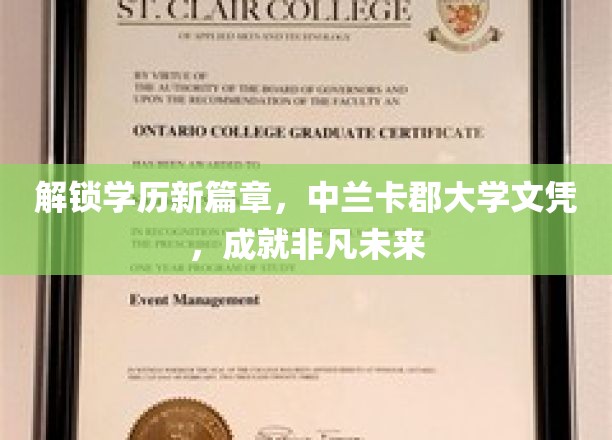 ST. CLAIR COLLEGE
OF APPLIED ARTS AND TECHNOLOGY
BY VIRTUE OF
THE AUTHORITY OF THE BOARD OF GOVERNORS AND
UPON THE RECOMMENDATION OF THE FACULTY AN
ONTARIO COLLEGE GRADUATE CERTIFICATE
HAS BEEN AWARDED TO
解锁学历新篇章，中兰卡郡大学文凭
，成就非凡未来
IN RECOGNITION OF
THE PRESCRIBED
ONE YEAR PROGRAM OF STUDY
Event Management